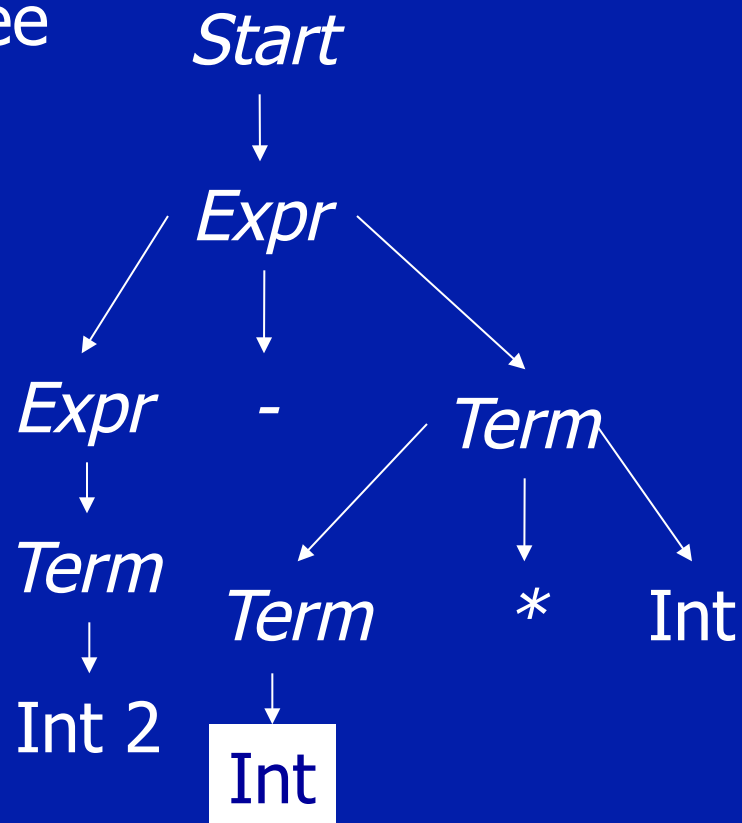 ee
Start
Expr
Expr - Term
Term
Term * Int
Int 2
Int